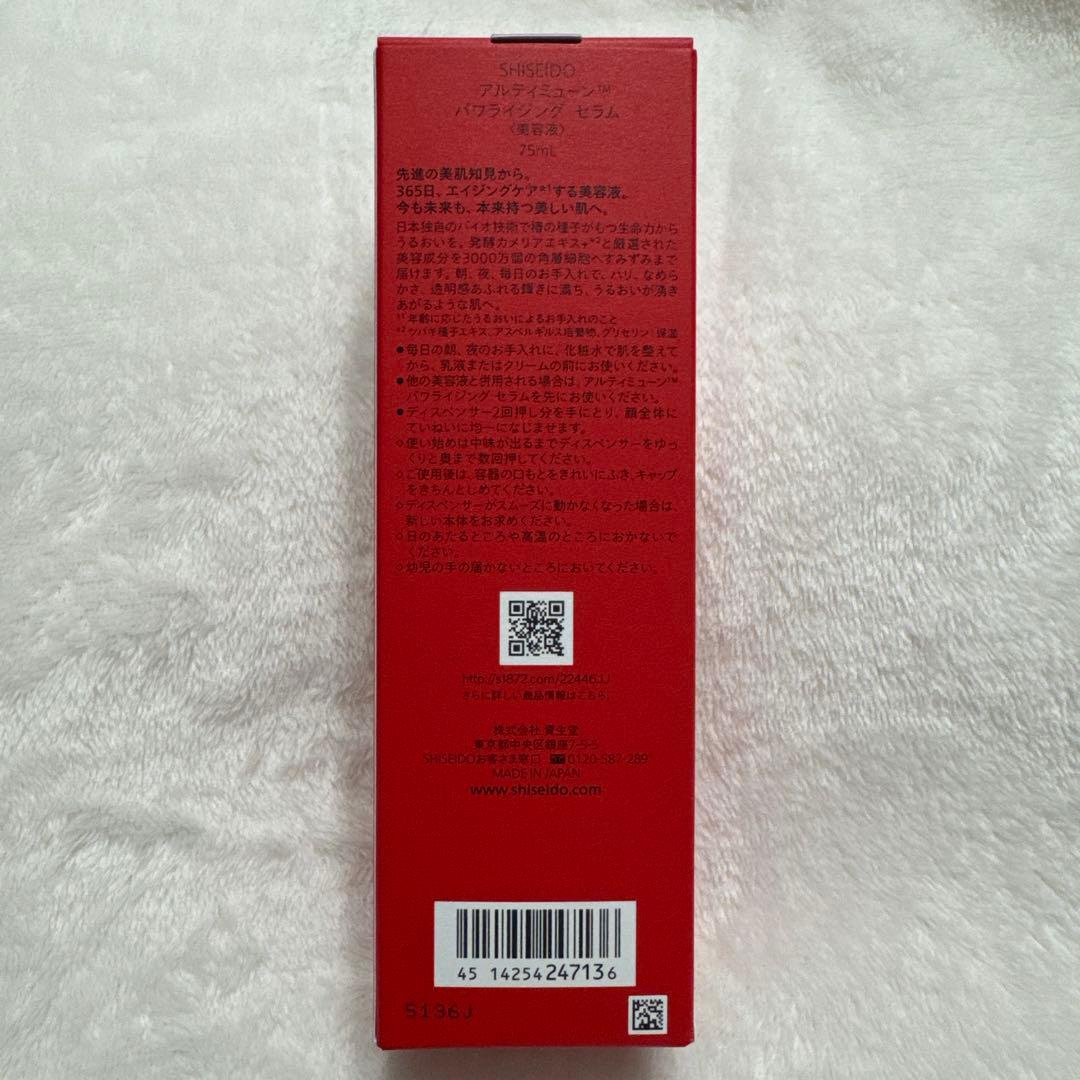 SHISEIDO
アルティミューン™
パワライジング セラム
〈美容液〉
75mL
先進の美肌知見から。
365日、エイジングケア*1する美容液。
今も未来も、本来持つ美しい肌へ。
日本独自のバイオ技術で椿の種子がもつ生命力から
うるおいを。発酵カメリアエキス+*2と厳選された
美容成分を3000万個の角層細胞へすみずみまで
届けます。朝、夜、毎日のお手入れで、ハリ、なめら
かさ、透明感あふれる輝きに満ち、うるおいが湧き
あがるような肌へ。
*1 年齢に応じたうるおいによるお手入れのこと
*2 ツバキ種子エキス、アスペルギルス培養物、グリセリン：保湿
●毎日の朝、夜のお手入れに、化粧水で肌を整えて
から、乳液またはクリームの前にお使いください。
●他の美容液と併用される場合は、アルティミューン™
パワライジング セラムを先にお使いください。
●ディスペンサー2回押し分を手にとり、顔全体に
ていねいに均一になじませます。
◇使い始めは中味が出るまでディスペンサーをゆっ
くりと奥まで数回押してください。
◇ご使用後は、容器の口もとをきれいにふき、キャップ
をきちんとしめてください。
◇ディスペンサーがスムーズに動かなくなった場合は、
新しい本体をお求めください。
◇日のあたるところや高温のところにおかないで
ください。
◇幼児の手の届かないところにおいてください。
http://s1872.com/22446JJ
さらに詳しい商品情報はこちら。
株式会社 資生堂
東京都中央区銀座7-5-5
SHISEIDOお客さま窓口 0120-587-289
MADE IN JAPAN
www.shiseido.com
45 14254 247136
5136J